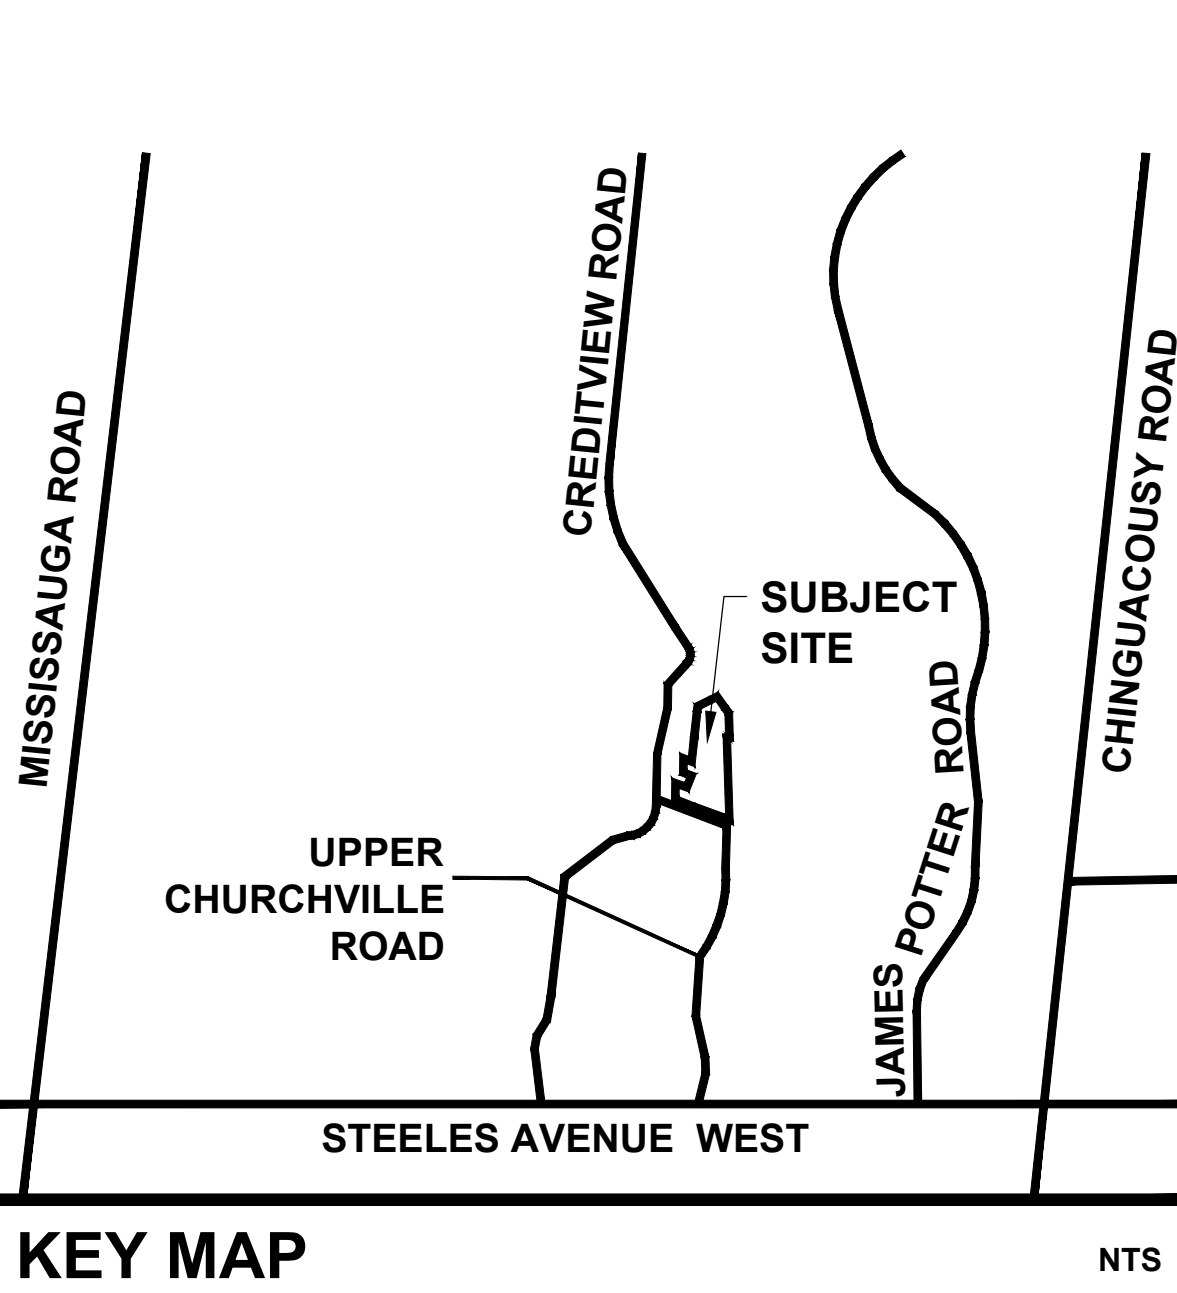 CREDITVIEW ROAD
MISSISSAUGA ROAD
CHINGUACOUSY ROAD
SUBJECT
SITE
JAMES POTTER ROAD
UPPER
CHURCHVILLE
ROAD
STEELES AVENUE WEST
KEY MAP
NTS